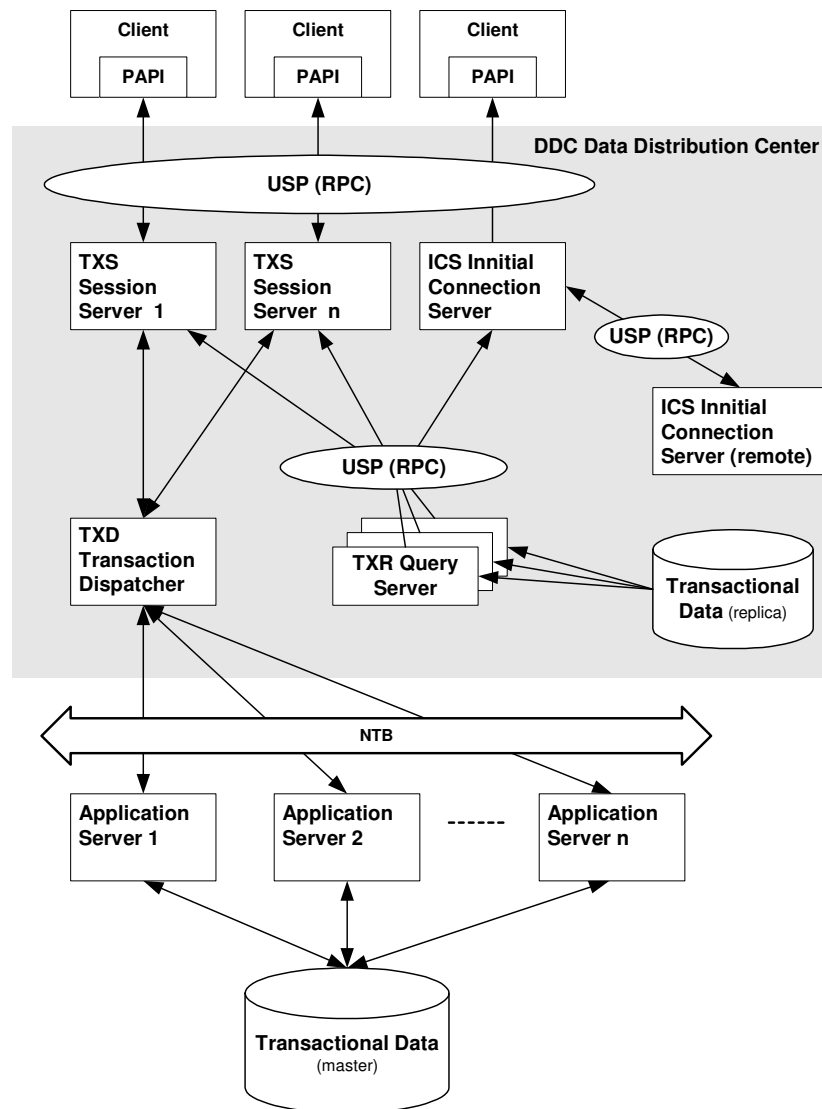 Client
PAPI
Client
PAPI
Client
PAPI
DDC Data Distribution Center
USP (RPC)
TXS
Session
Server 1
TXS
Session
Server n
ICS Innitial
Connection
Server
USP (RPC)
ICS Innitial
Connection
Server (remote)
USP (RPC)
TXD
Transaction
Dispatcher
TXR Query
Server
Transactional
Data (replica)
NTB
Application
Server 1
Application
Server 2
------
Application
Server n
Transactional Data
(master)